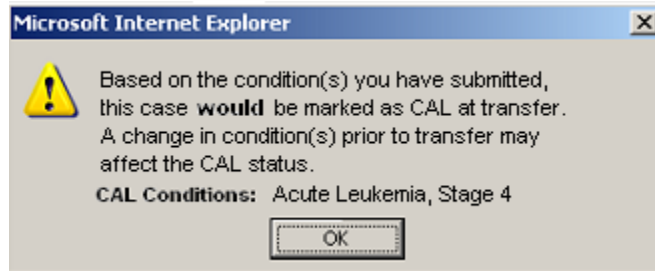 Microsoft Internet Explorer
Based on the condition(s) you have submitted,
this case would be marked as CAL at transfer.
A change in condition(s) prior to transfer may
affect the CAL status.
CAL Conditions: Acute Leukemia, Stage 4
OK